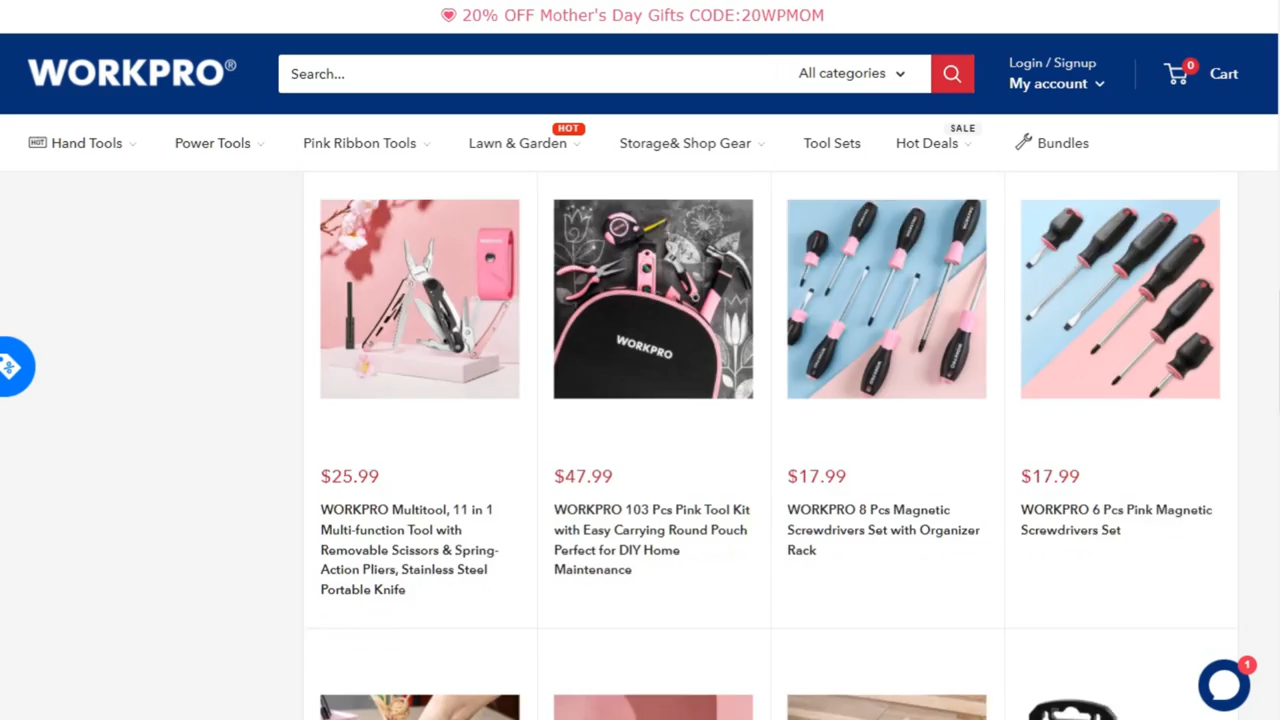 20% OFF Mother's Day Gifts CODE:20WPMOM
WORKPRO®
Search...
All categories
Login / Signup
My account
0
Cart
HOT
SALE
HOT Hand Tools
Power Tools
Pink Ribbon Tools
Lawn & Garden
Storage& Shop Gear
Tool Sets
Hot Deals
Bundles
WORKPRO
WORKPRO
$25.99
WORKPRO Multitool, 11 in 1
Multi-function Tool with
Removable Scissors & Spring-
Action Pliers, Stainless Steel
Portable Knife
$47.99
WORKPRO 103 Pcs Pink Tool Kit
with Easy Carrying Round Pouch
Perfect for DIY Home
Maintenance
$17.99
WORKPRO 8 Pcs Magnetic
Screwdrivers Set with Organizer
Rack
$17.99
WORKPRO 6 Pcs Pink Magnetic
Screwdrivers Set
%
1